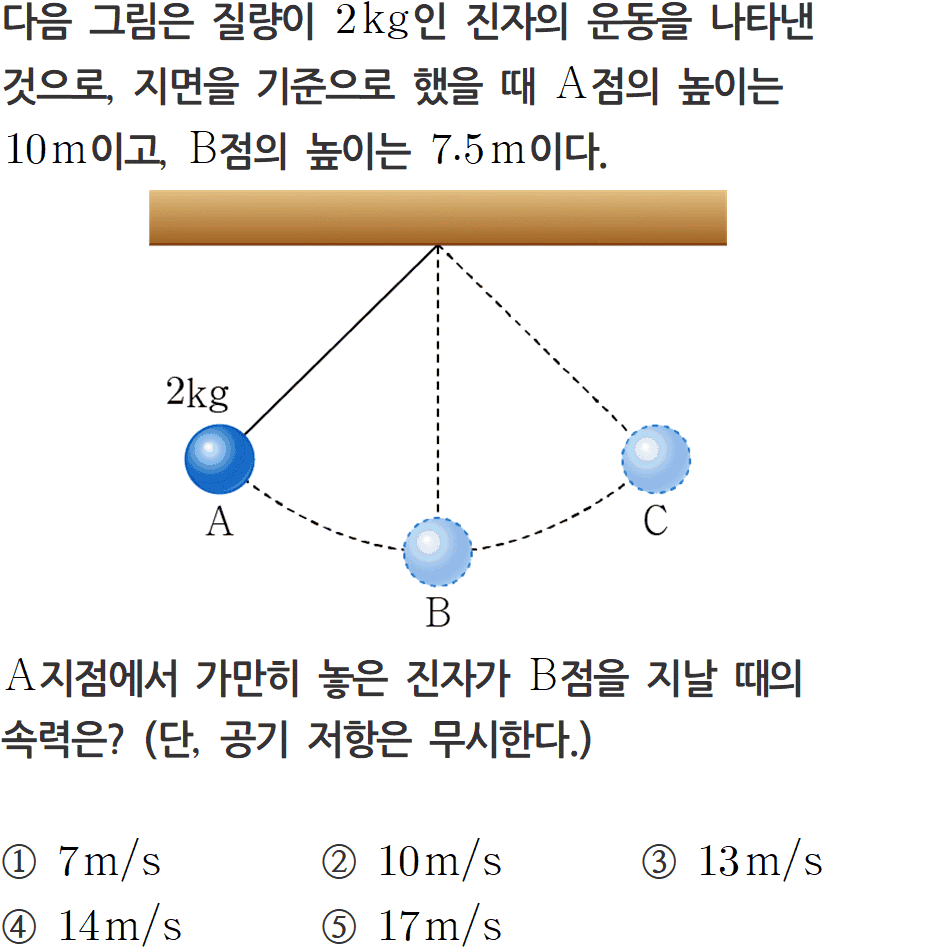 다음 그림은 질량이 2kg인 진자의 운동을 나타낸
것으로, 지면을 기준으로 했을 때 A점의 높이는
10m이고, B점의 높이는 7.5m이다.
2kg
A
C
B
A지점에서 가만히 놓은 진자가 B점을 지날 때의
속력은? (단, 공기 저항은 무시한다.)
① 7m/s ② 10m/s ③ 13m/s
④ 14m/s ⑤ 17m/s